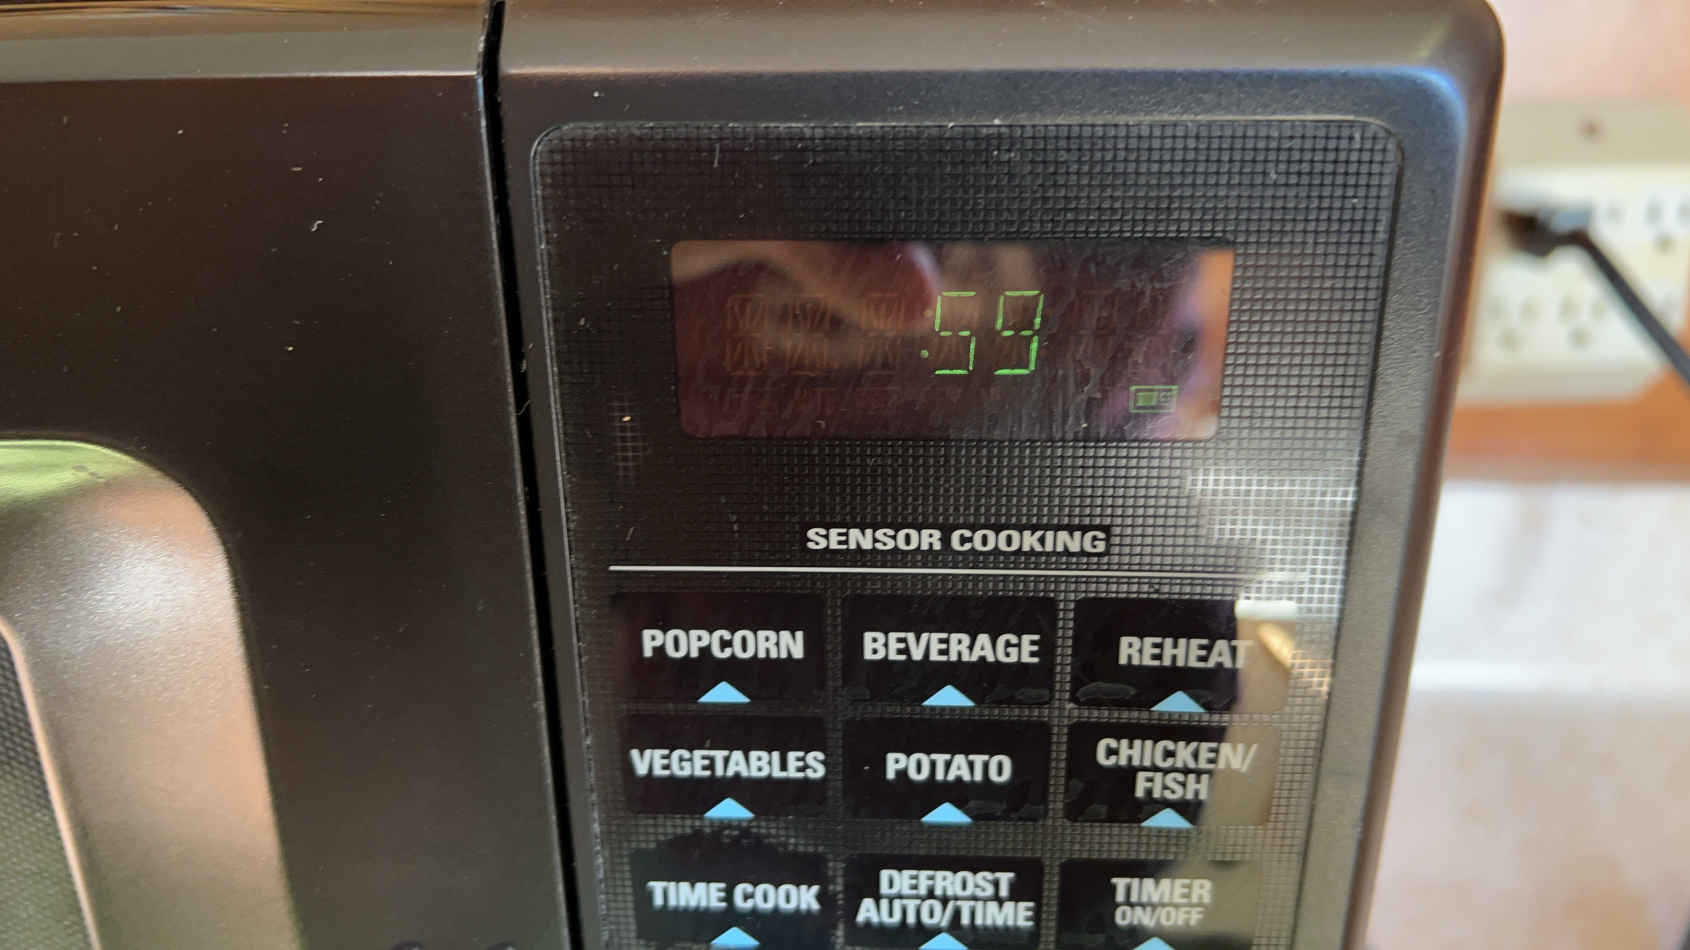 :59
SENSOR COOKING
POPCORN
BEVERAGE
REHEAT
VEGETABLES
POTATO
CHICKEN/
FISH
TIME COOK
DEFROST
AUTO/TIME
TIMER
ON/OFF